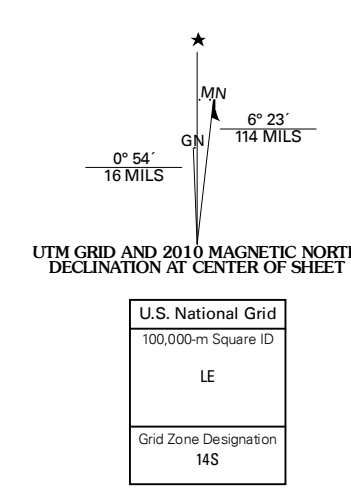 MN
GN
6° 23´
114 MILS
0° 54´
16 MILS
UTM GRID AND 2010 MAGNETIC NORTH
DECLINATION AT CENTER OF SHEET
U.S. National Grid
100,000-m Square ID
LE
Grid Zone Designation
14S